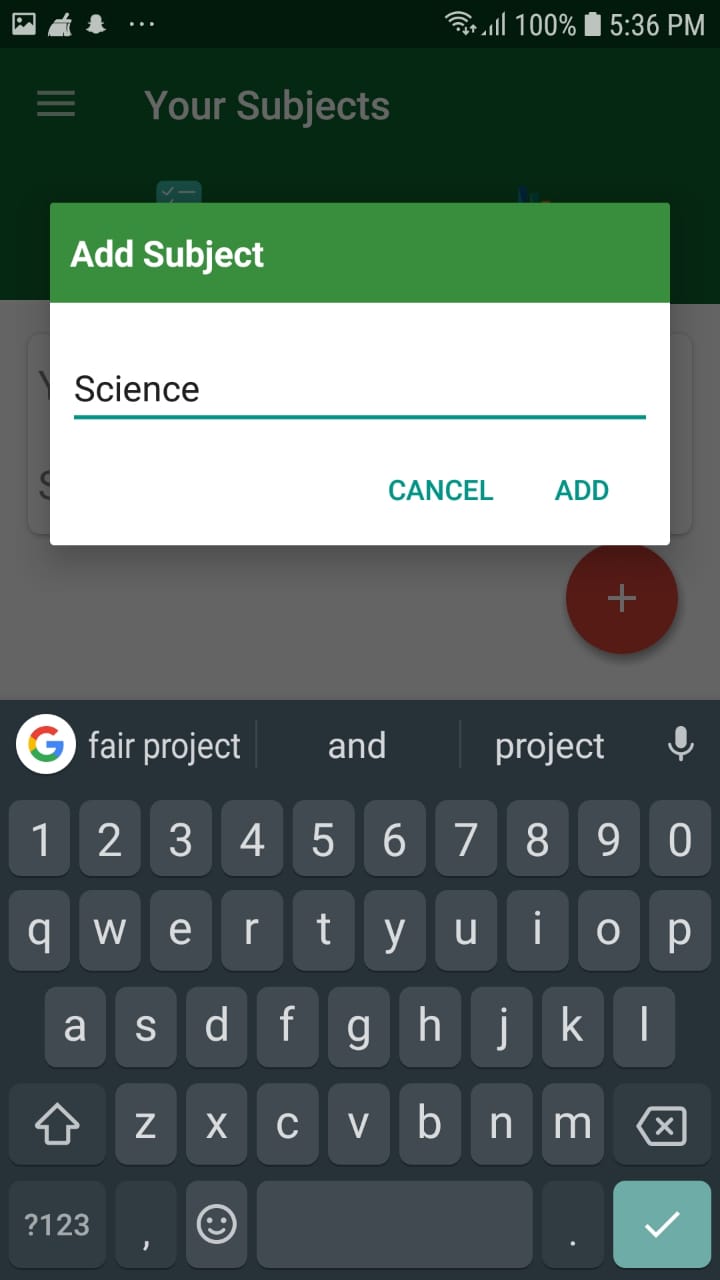 100% 5:36 PM
Your Subjects
Add Subject
Science
CANCEL ADD
fair project and project
1 2 3 4 5 6 7 8 9 0
q w e r t y u i o p
a s d f g h j k l
z x c v b n m
?123 , .